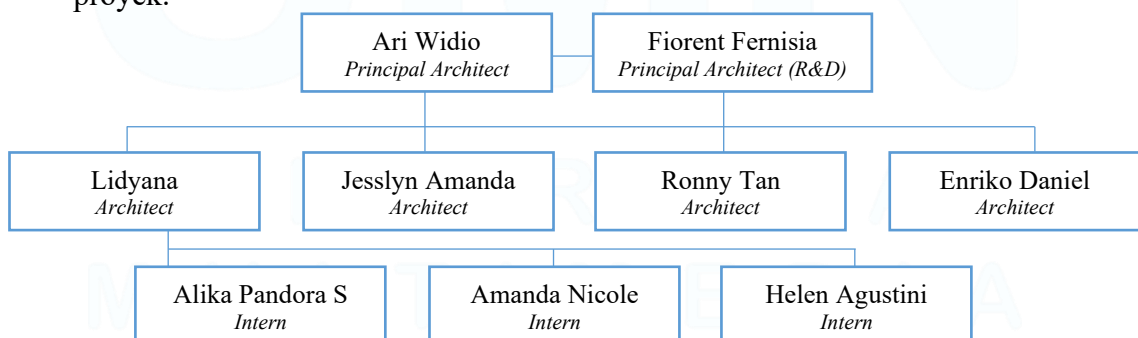 proyek.
Ari Widio
Principal Architect
Fiorent Fernisia
Principal Architect (R&D)
Lidyana
Architect
Jesslyn Amanda
Architect
Ronny Tan
Architect
Enriko Daniel
Architect
Alika Pandora S
Intern
Amanda Nicole
Intern
Helen Agustini
Intern